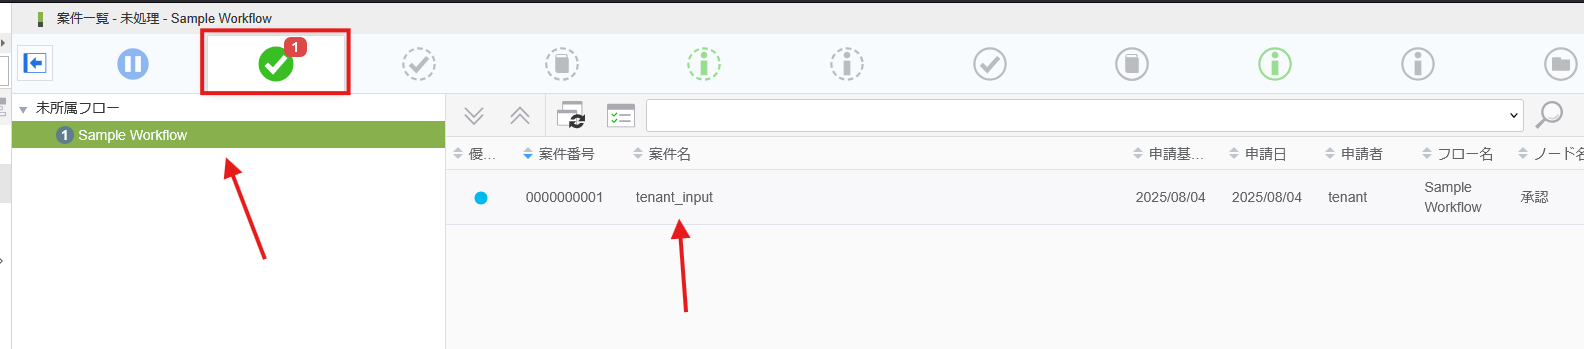 案件一覧 - 未処理 - Sample Workflow
1
未所属フロー
1 Sample Workflow
優... 案件番号 案件名 申請基... 申請日 申請者 フロー名 ノード名
0000000001 tenant_input 2025/08/04 2025/08/04 tenant Sample Workflow 承認